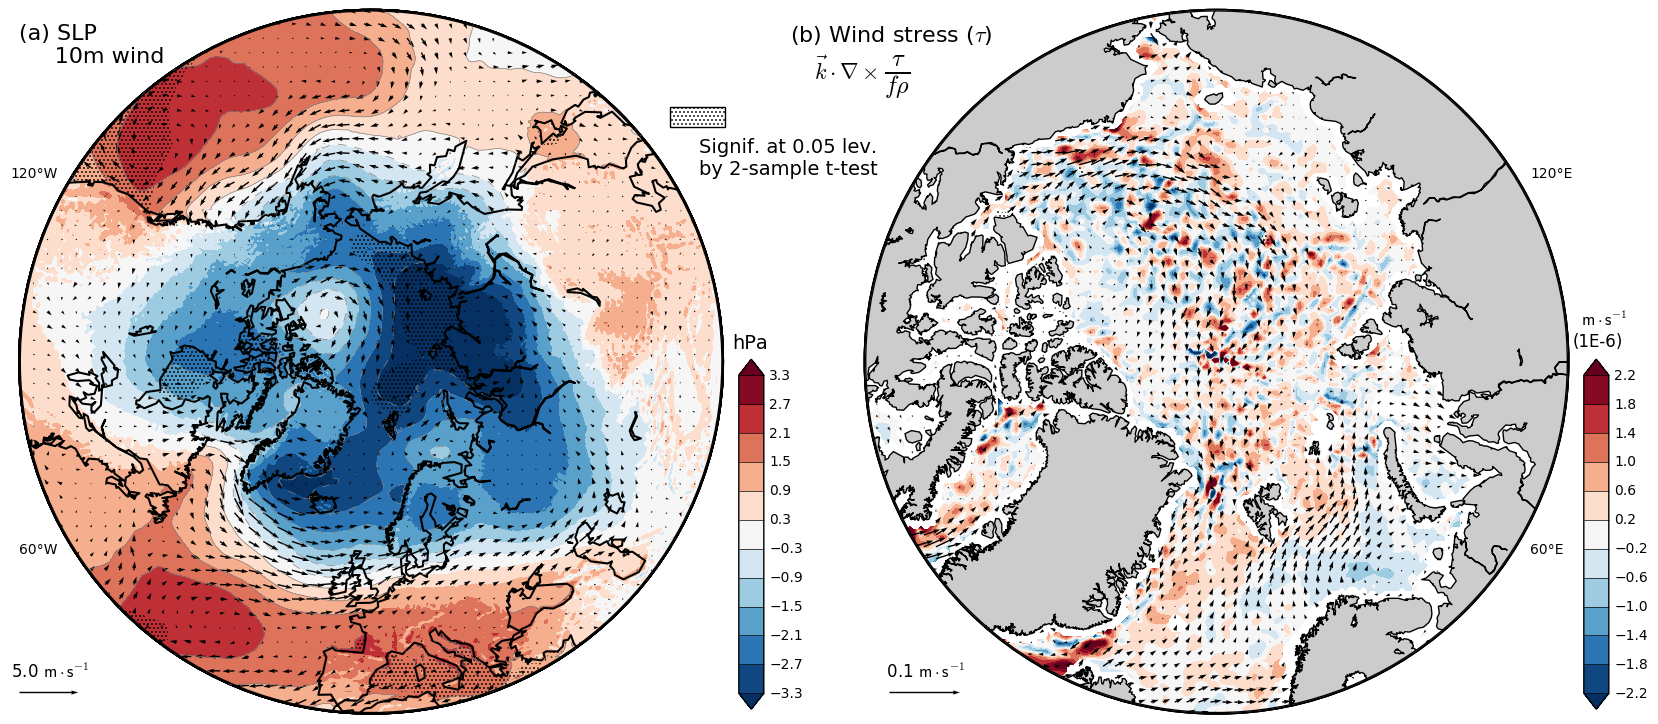 (a) SLP
10m wind
120°W
60°W
5.0 m · s⁻¹
Signif. at 0.05 lev.
by 2-sample t-test
hPa
3.3
2.7
2.1
1.5
0.9
0.3
−0.3
−0.9
−1.5
−2.1
−2.7
−3.3
(b) Wind stress (τ)
k⃗ · ∇ × τ/fρ
120°E
60°E
0.1 m · s⁻¹
m · s⁻¹
(1E-6)
2.2
1.8
1.4
1.0
0.6
0.2
−0.2
−0.6
−1.0
−1.4
−1.8
−2.2